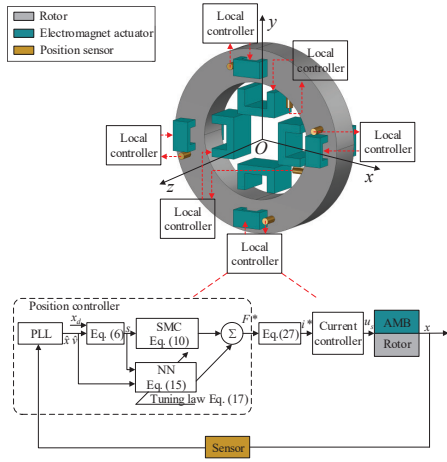 Rotor
Electromagnet actuator
Position sensor
y
Local
controller
Local
controller
Local
controller
Local
controller
O
x
z
Local
controller
Local
controller
Position controller
PLL
x_d
x̂ v̂
Eq. (6)
s
SMC
Eq. (10)
NN
Eq. (15)
Tuning law Eq. (17)
Σ
F*
Eq.(27)
i*
Current
controller
u_s
AMB
Rotor
x
Sensor